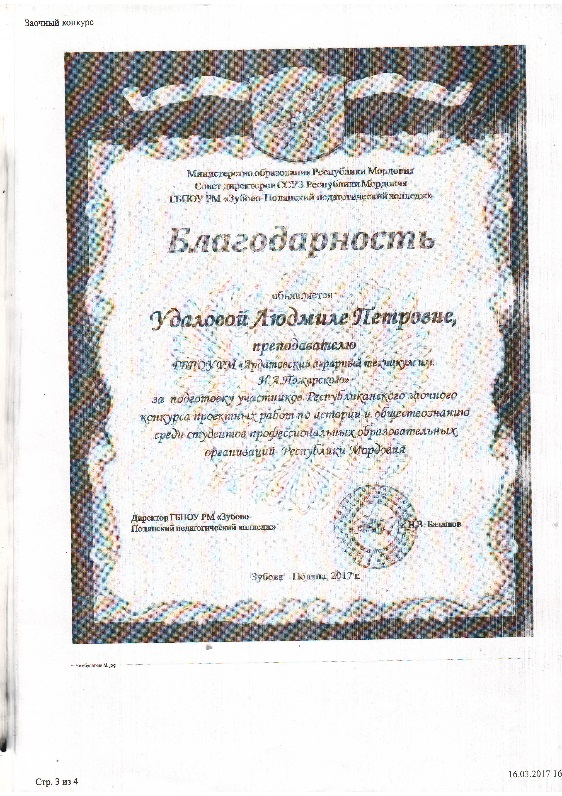 Заочный конкурс
Министерство образования Республики Мордовия
Совет директоров ССУЗ Республики Мордовия
ГБПОУ РМ «Зубово-Полянский педагогический колледж»
Благодарность
объявляется
Удаловой Людмиле Петровне,
преподавателю
ГБПОУ РМ «Ардатовский аграрный техникум им.
И.А.Пожарского»
за подготовку участников Республиканского заочного
конкурса проектных работ по истории и обществознанию
среди студентов профессиональных образовательных
организаций Республики Мордовия
Директор ГБПОУ РМ «Зубово-
Полянский педагогический колледж»
Зубова - Поляна, 2017 г.
Стр. 3 из 4
16.03.2017 16